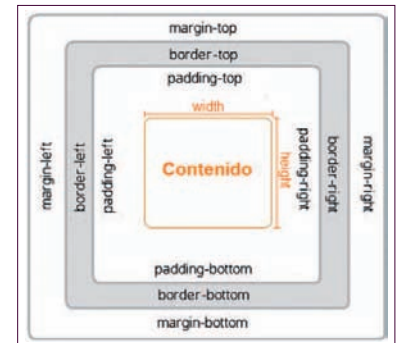 margin-top
border-top
padding-top
width
margin-left
border-left
padding-left
Contenido
height
padding-right
border-right
margin-right
padding-bottom
border-bottom
margin-bottom